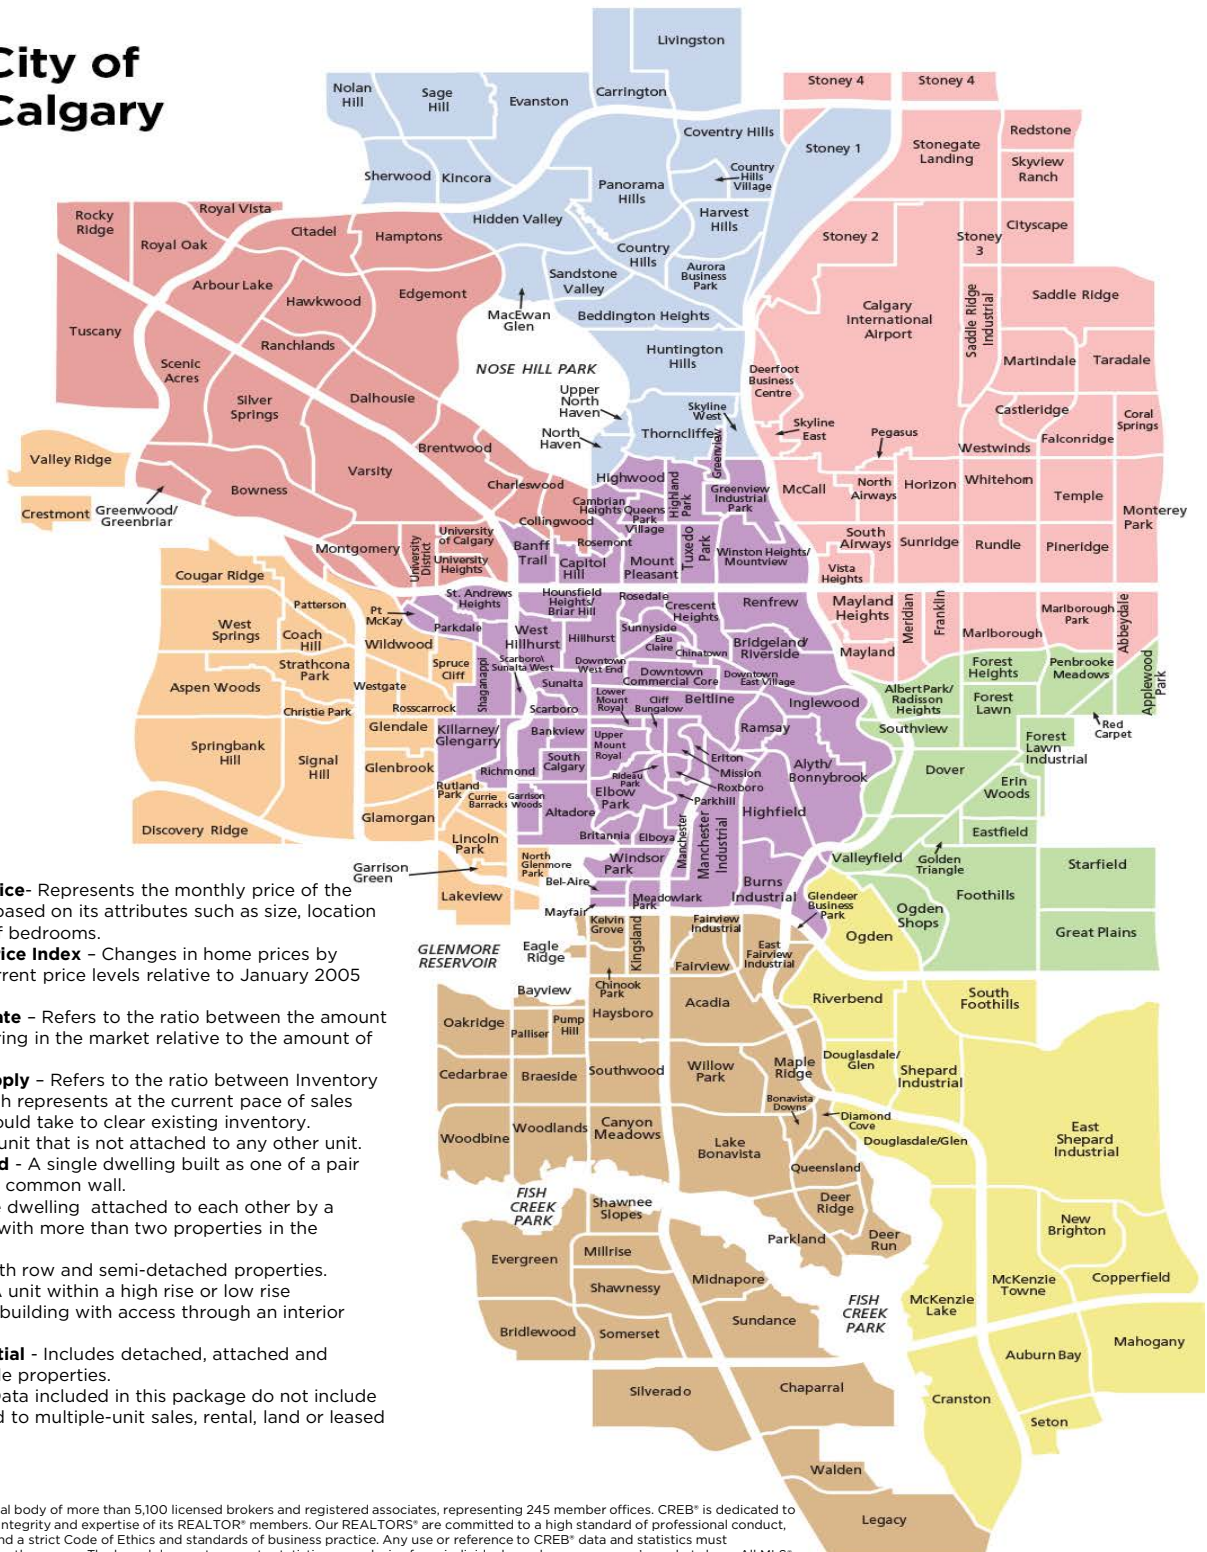 City of
Calgary
Livingston
Nolan
Hill
Sage
Hill
Evanston
Carrington
Stoney 4
Stoney 4
Coventry Hills
Stoney 1
Redstone
Stonegate
Landing
Skyview
Ranch
Sherwood
Kincora
Country
Hills
Village
Panorama
Hills
Rocky
Ridge
Royal Vista
Royal Oak
Citadel
Hamptons
Hidden Valley
Harvest
Hills
Cityscape
Stoney 2
Stoney
3
Country
Hills
Aurora
Business
Park
Sandstone
Valley
Arbour Lake
Hawkwood
Edgemont
MacEwan
Glen
Beddington Heights
Calgary
International
Airport
Saddle Ridge
Industrial
Saddle Ridge
Tuscany
Ranchlands
Scenic
Acres
Huntington
Hills
NOSE HILL PARK
Martindale
Taradale
Deerfoot
Business
Centre
Silver
Springs
Dalhousie
Upper
North
Haven
Skyline
West
Castleridge
Coral
Springs
North
Haven
Thorncliffe
Greenview
Skyline
East
Pegasus
Falconridge
Westwinds
Valley Ridge
Brentwood
Varsity
Bowness
Charleswood
Highwood
Highland
Park
Greenview
Industrial
Park
McCall
North
Airways
Horizon
Whitehorn
Temple
Monterey
Park
Crestmont
Greenwood/
Greenbriar
Cambrian
Heights
Queens
Park
Village
Collingwood
Montgomery
University
District
University
of Calgary
University
Heights
Banff
Trail
Rosemont
Capitol
Hill
Mount
Pleasant
Tuxedo
Park
Winston Heights/
Mountview
South
Airways
Sunridge
Rundle
Pineridge
Vista
Heights
Cougar Ridge
Patterson
Pt
McKay
St. Andrews
Heights
Hounsfield
Heights/
Briar Hill
Rosedale
Crescent
Heights
Renfrew
Mayland
Heights
Meridian
Franklin
Marlborough
Park
Abbeydale
Marlborough
West
Springs
Coach
Hill
Wildwood
Parkdale
West
Hillhurst
Hillhurst
Sunnyside
Eau
Claire
Chinatown
Bridgeland/
Riverside
Mayland
Strathcona
Park
Spruce
Cliff
Shaganappi
Scarboro\
Sunalta West
Downtown
West End
Downtown
Commercial Core
Downtown
East Village
Forest
Heights
Penbrooke
Meadows
Applewood
Park
Aspen Woods
Westgate
Rosscarrock
Sunalta
Scarboro
Lower
Mount
Royal
Cliff
Bungalow
Beltline
Inglewood
Albert Park/
Radisson
Heights
Forest
Lawn
Christie Park
Glendale
Killarney/
Glengarry
Bankview
Upper
Mount
Royal
Ramsay
Southview
Red
Carpet
Forest
Lawn
Industrial
Springbank
Hill
Signal
Hill
Glenbrook
Richmond
South
Calgary
Erlton
Mission
Rideau
Park
Roxboro
Parkhill
Alyth/
Bonnybrook
Dover
Erin
Woods
Rutland
Park
Currie
Barracks
Garrison
Woods
Elbow
Park
Altadore
Highfield
Glamorgan
Discovery Ridge
Lincoln
Park
Britannia
Elboya
Manchester
Manchester
Industrial
Eastfield
Garrison
Green
North
Glenmore
Park
Windsor
Park
Valleyfield
Golden
Triangle
Starfield
Bel-Aire
Lakeview
Mayfair
Meadowlark
Park
Burns
Industrial
Glendeer
Business
Park
Ogden
Shops
Foothills
ice- Represents the monthly price of the
based on its attributes such as size, location
f bedrooms.
Kelvin
Grove
Kingsland
Fairview
Industrial
Ogden
Great Plains
rice Index – Changes in home prices by
rrent price levels relative to January 2005
GLENMORE
RESERVOIR
Eagle
Ridge
Fairview
East
Fairview
Industrial
Bayview
Chinook
Park
Acadia
Riverbend
South
Foothills
ate – Refers to the ratio between the amount
ring in the market relative to the amount of
Oakridge
Palliser
Pump
Hill
Haysboro
pply – Refers to the ratio between Inventory
ch represents at the current pace of sales
ould take to clear existing inventory.
Cedarbrae
Braeside
Southwood
Willow
Park
Maple
Ridge
Douglasdale/
Glen
Shepard
Industrial
Bonavista
Downs
Diamond
Cove
unit that is not attached to any other unit.
d - A single dwelling built as one of a pair
common wall.
Woodbine
Woodlands
Canyon
Meadows
Lake
Bonavista
Douglasdale/Glen
East
Shepard
Industrial
Queensland
e dwelling attached to each other by a
with more than two properties in the
FISH
CREEK
PARK
Shawnee
Slopes
Deer
Ridge
Parkland
Deer
Run
New
Brighton
th row and semi-detached properties.
A unit within a high rise or low rise
building with access through an interior
Evergreen
Millrise
Shawnessy
Midnapore
McKenzie
Towne
Copperfield
FISH
CREEK
PARK
McKenzie
Lake
Bridlewood
Somerset
Sundance
Mahogany
tial - Includes detached, attached and
le properties.
Data included in this package do not include
d to multiple-unit sales, rental, land or leased
Auburn Bay
Silverado
Chaparral
Cranston
Seton
Walden
Legacy
al body of more than 5,100 licensed brokers and registered associates, representing 245 member offices. CREB® is dedicated to
integrity and expertise of its REALTOR® members. Our REALTORS® are committed to a high standard of professional conduct,
nd a strict Code of Ethics and standards of business practice. Any use or reference to CREB® data and statistics must